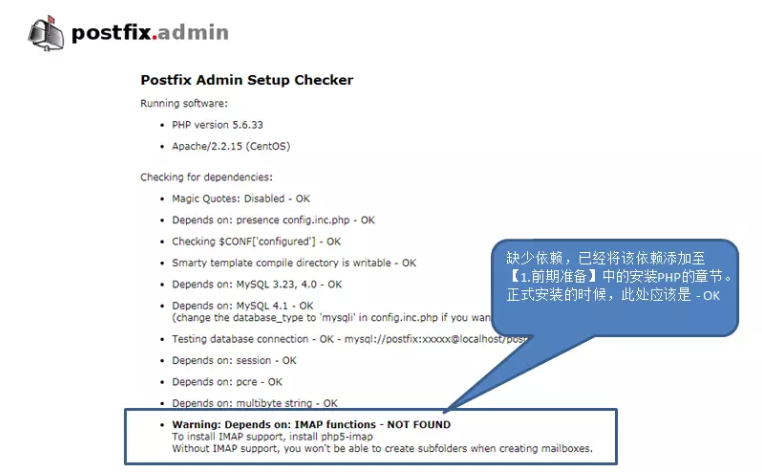 postfix.admin
Postfix Admin Setup Checker
Running software:
• PHP version 5.6.33
• Apache/2.2.15 (CentOS)
Checking for dependencies:
• Magic Quotes: Disabled - OK
• Depends on: presence config.inc.php - OK
• Checking $CONF['configured'] - OK
• Smarty template compile directory is writable - OK
• Depends on: MySQL 3.23, 4.0 - OK
• Depends on: MySQL 4.1 - OK
(change the database_type to 'mysqli' in config.inc.php if you want
• Testing database connection - OK - mysql://postfix:xxxxx@localhost/pos
• Depends on: session - OK
• Depends on: pcre - OK
• Depends on: multibyte string - OK
• Warning: Depends on: IMAP functions - NOT FOUND
To install IMAP support, install php5-imap
Without IMAP support, you won't be able to create subfolders when creating mailboxes.
缺少依赖，已经将该依赖添加至
【1.前期准备】中的安装PHP的章节。
正式安装的时候，此处应该是 - OK